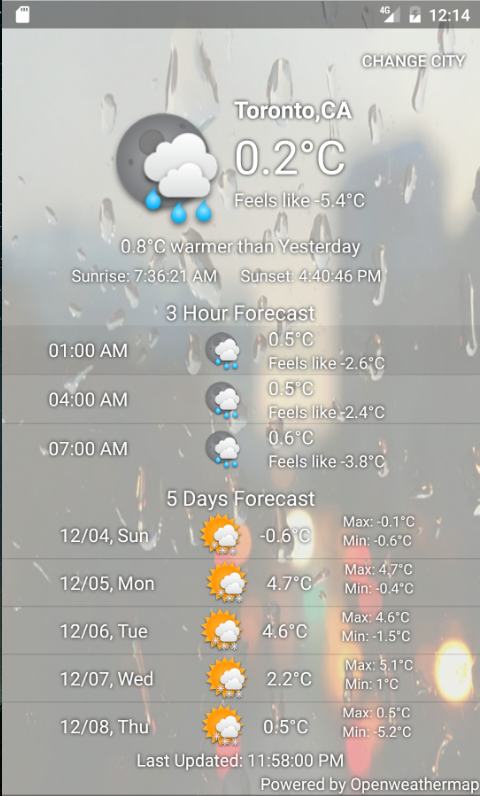 4G 12:14
CHANGE CITY
Toronto,CA
0.2°C
Feels like -5.4°C
0.8°C warmer than Yesterday
Sunrise: 7:36:21 AM Sunset: 4:40:46 PM
3 Hour Forecast
01:00 AM 0.5°C
Feels like -2.6°C
04:00 AM 0.5°C
Feels like -2.4°C
07:00 AM 0.6°C
Feels like -3.8°C
5 Days Forecast
12/04, Sun -0.6°C Max: -0.1°C
Min: -0.6°C
12/05, Mon 4.7°C Max: 4.7°C
Min: -0.4°C
12/06, Tue 4.6°C Max: 4.6°C
Min: -1.5°C
12/07, Wed 2.2°C Max: 5.1°C
Min: 1°C
12/08, Thu 0.5°C Max: 0.5°C
Min: -5.2°C
Last Updated: 11:58:00 PM
Powered by Openweathermap